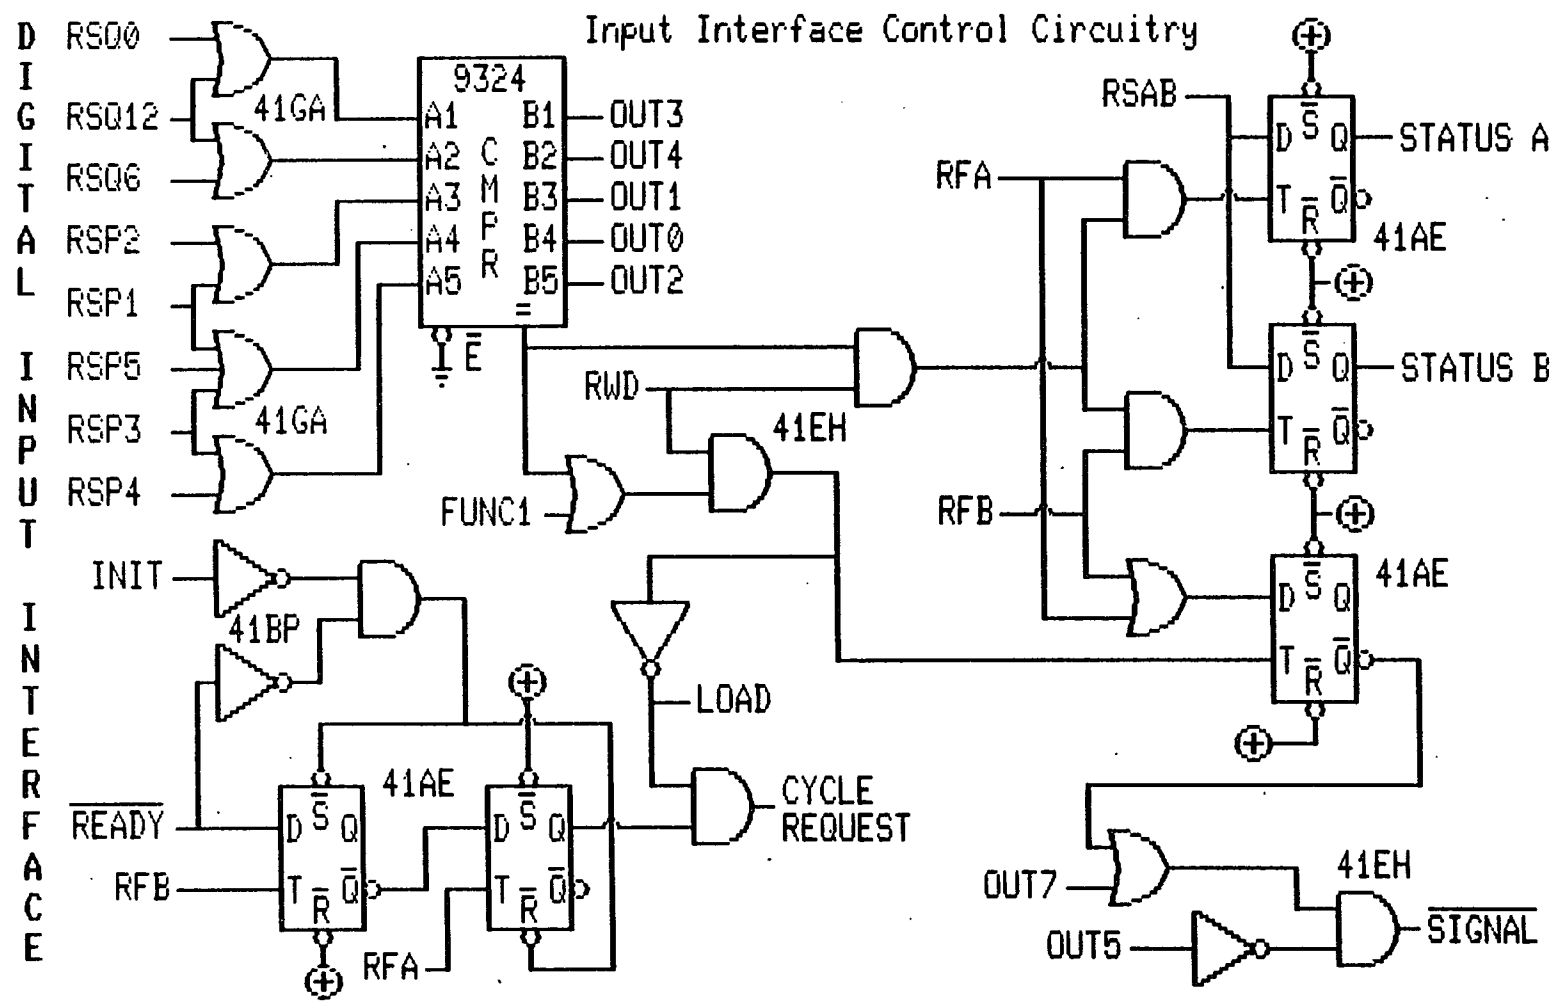 Input Interface Control Circuitry
DIGITAL INPUT INTERFACE
RSQ0
RSQ12
41GA
RSQ6
RSP2
RSP1
RSP5
RSP3
41GA
RSP4
9324
CMPR
A1 B1 OUT3
A2 B2 OUT4
A3 B3 OUT1
A4 B4 OUT0
A5 B5 OUT2
=
E̅
RSAB
RFA
D S̅ Q STATUS A
T R̅ Q̅
41AE
D S̅ Q STATUS B
T R̅ Q̅
RWD
41EH
FUNC1
RFB
41AE
D S̅ Q
T R̅ Q̅
INIT
41BP
LOAD
41AE
R̅E̅A̅D̅Y̅
D S̅ Q
RFB
T R̅ Q̅
D S̅ Q
T R̅ Q̅
RFA
CYCLE
REQUEST
OUT7
41EH
OUT5
S̅I̅G̅N̅A̅L̅